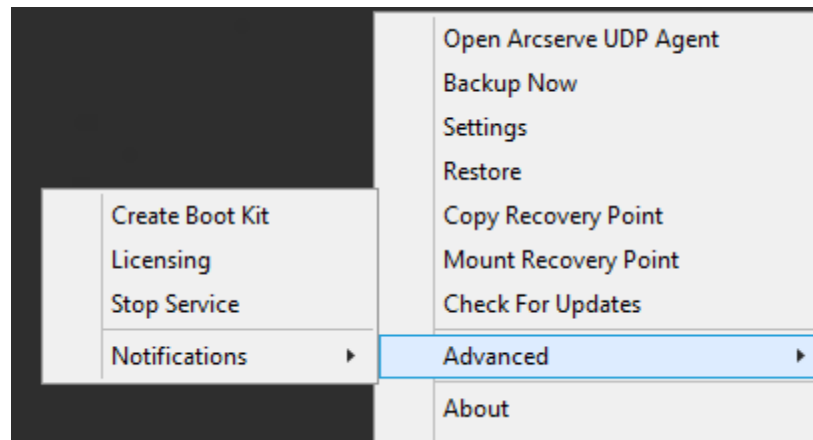 Open Arcserve UDP Agent
Backup Now
Settings
Restore
Copy Recovery Point
Mount Recovery Point
Check For Updates
Advanced
About
Create Boot Kit
Licensing
Stop Service
Notifications